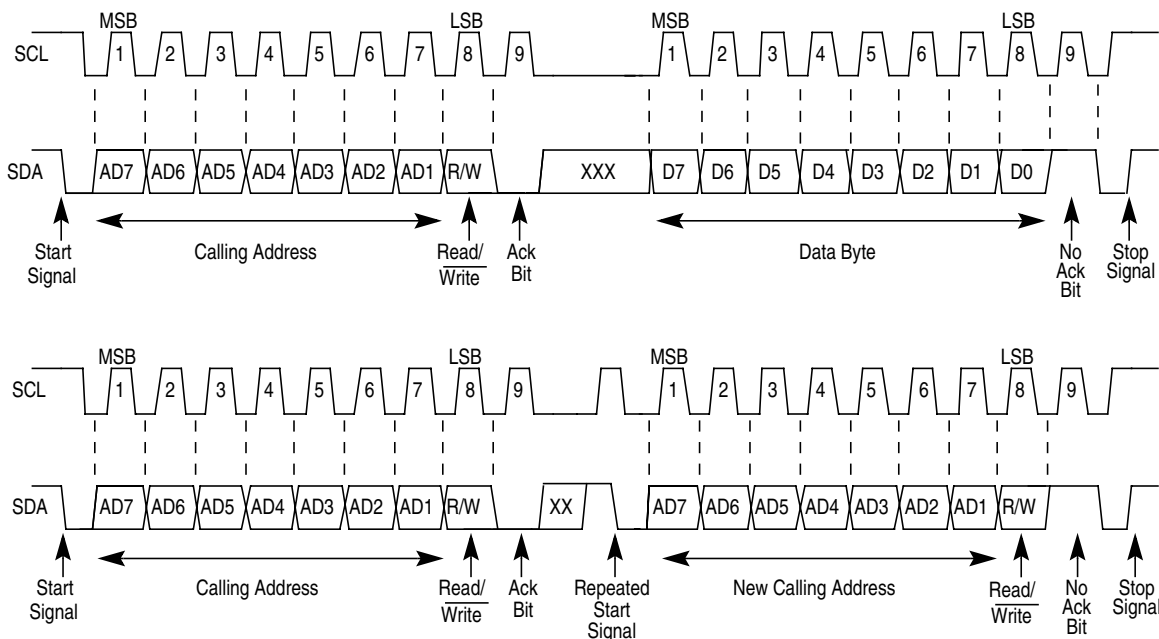 MSB LSB MSB LSB
SCL 1 2 3 4 5 6 7 8 9 1 2 3 4 5 6 7 8 9
SDA AD7 AD6 AD5 AD4 AD3 AD2 AD1 R/W XXX D7 D6 D5 D4 D3 D2 D1 D0
Start Signal
Calling Address
Read/ Write
Ack Bit
Data Byte
No Ack Bit
Stop Signal
MSB LSB MSB LSB
SCL 1 2 3 4 5 6 7 8 9 1 2 3 4 5 6 7 8 9
SDA AD7 AD6 AD5 AD4 AD3 AD2 AD1 R/W XX AD7 AD6 AD5 AD4 AD3 AD2 AD1 R/W
Start Signal
Calling Address
Read/ Write
Ack Bit
Repeated Start Signal
New Calling Address
Read/ Write
No Ack Bit
Stop Signal